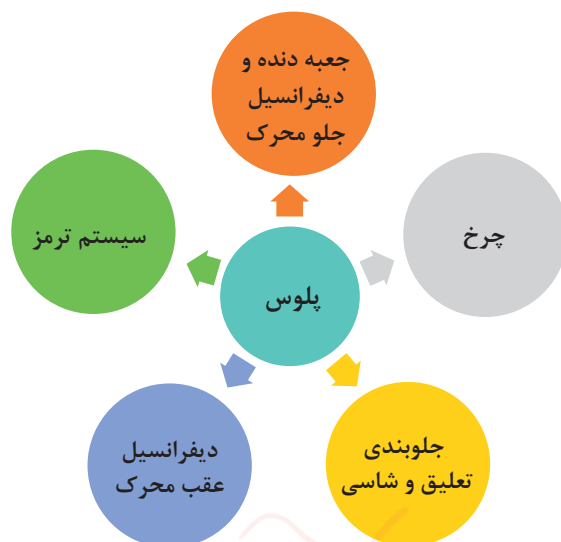 جعبه دنده و
دیفرانسیل
جلو محرک
چرخ
سیستم ترمز
پلوس
جلوبندی
تعلیق و شاسی
دیفرانسیل
عقب محرک